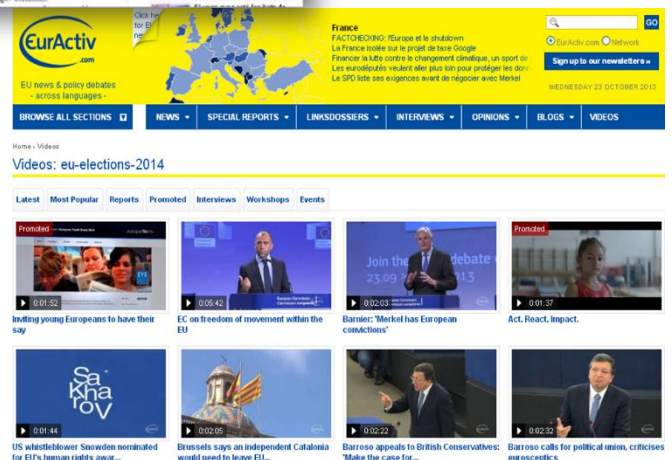 Click he
for E
ne
EurActiv
.com
EU news & policy debates
- across languages -
France
FACTCHECKING: l'Europe et le shutdown
La France isolée sur le projet de taxe Google
Financer la lutte contre le changement climatique, un sport de
Les eurodéputés veulent aller plus loin pour protéger les don
Le SPD liste ses exigences avant de négocier avec Merkel
GO
EurActiv.com Network
Sign up to our newsletters »
WEDNESDAY 23 OCTOBER 2013
BROWSE ALL SECTIONS NEWS SPECIAL REPORTS LINKSDOSSIERS INTERVIEWS OPINIONS BLOGS VIDEOS
Home › Videos
Videos: eu-elections-2014
Latest Most Popular Reports Promoted Interviews Workshops Events
Promoted
EYE
0:01:52
Inviting young Europeans to have their
say
0:05:42
EC on freedom of movement within the
EU
Join the debate
23.09 2013
0:02:03
Barnier: 'Merkel has European
convictions'
Promoted
0:01:37
Act. React. Impact.
Sa
kha
rov
0:01:44
US whistleblower Snowden nominated
for EU's human rights awar...
0:02:05
Brussels says an independent Catalonia
would need to leave EU...
0:02:22
Barroso appeals to British Conservatives:
'Make the case for...
0:02:32
Barroso calls for political union, criticises
eurosceptics